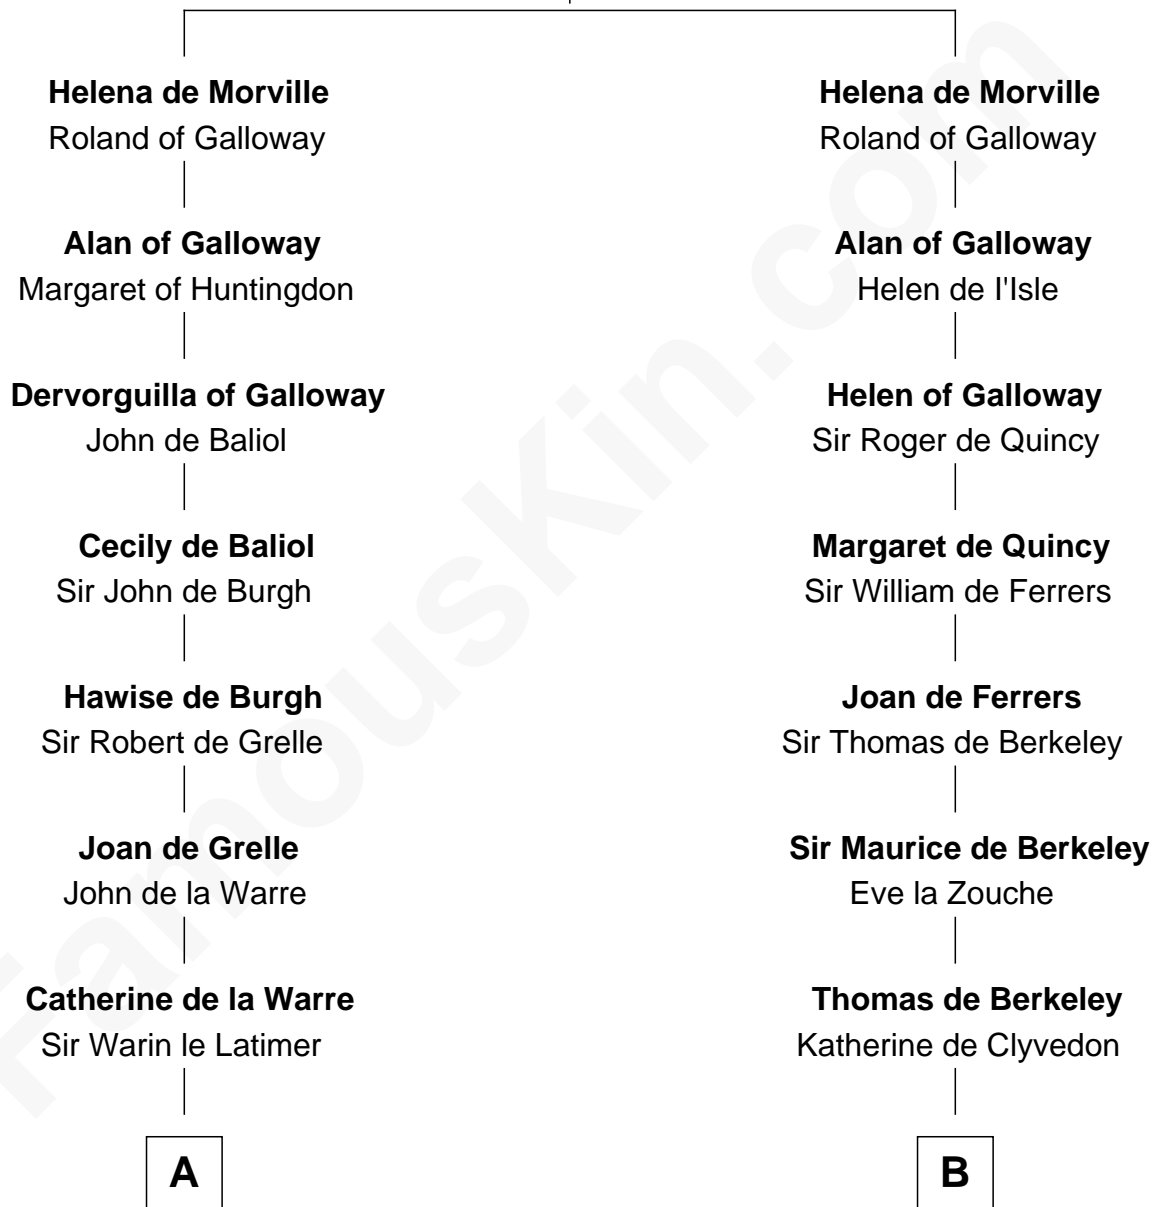 Helena de Morville
Roland of Galloway
Alan of Galloway
Margaret of Huntingdon
Dervorguilla of Galloway
John de Baliol
Cecily de Baliol
Sir John de Burgh
Hawise de Burgh
Sir Robert de Grelle
Joan de Grelle
John de la Warre
Catherine de la Warre
Sir Warin le Latimer
A
Helena de Morville
Roland of Galloway
Alan of Galloway
Helen de I'Isle
Helen of Galloway
Sir Roger de Quincy
Margaret de Quincy
Sir William de Ferrers
Joan de Ferrers
Sir Thomas de Berkeley
Sir Maurice de Berkeley
Eve la Zouche
Thomas de Berkeley
Katherine de Clyvedon
B
FamousKin.com